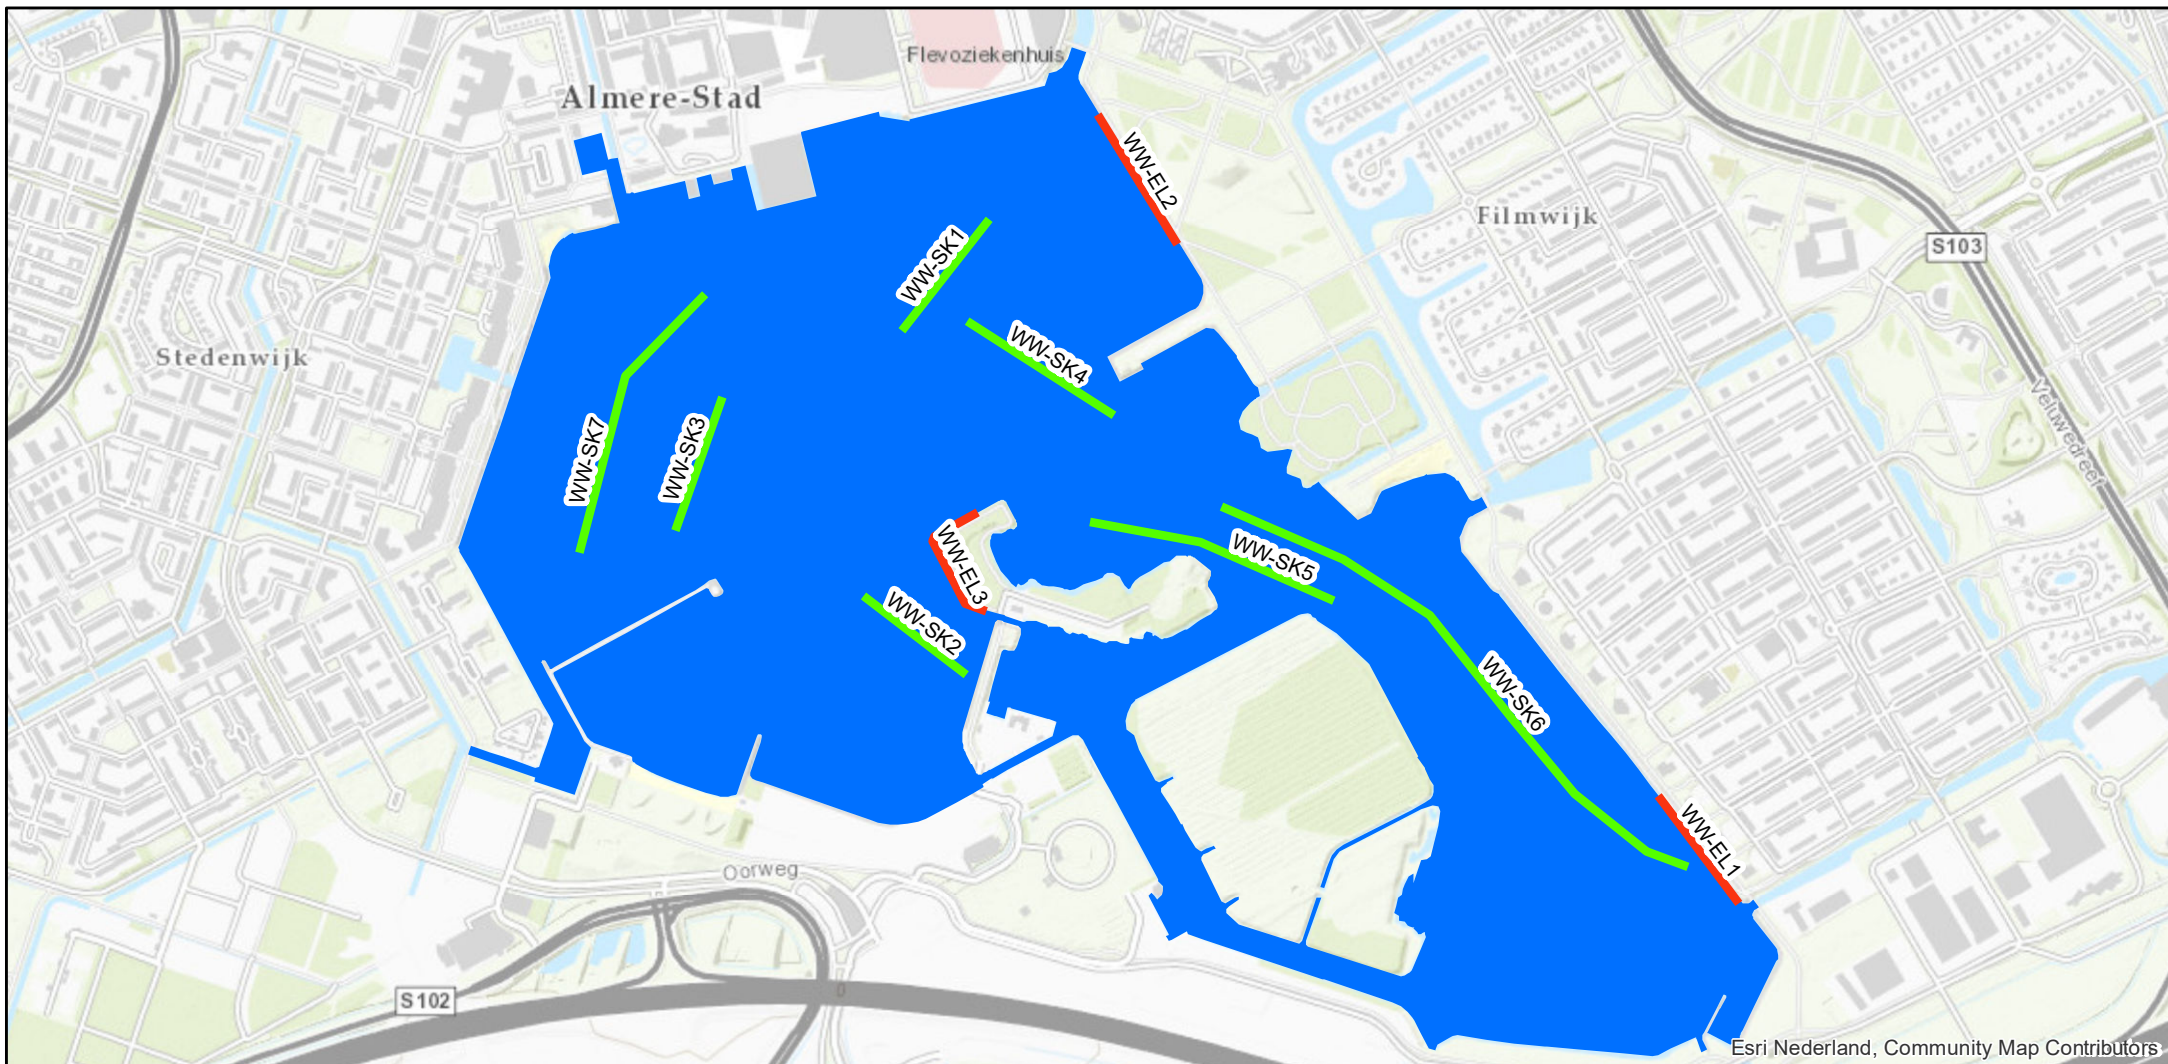 Flevoziekenhuis
Almere-Stad
WW-EL2
Filmwijk
S103
WW-SK1
Stedenwijk
WW-SK4
Veluwedreef
WW-SK7
WW-SK3
WW-SK5
WW-EL3
WW-SK2
WW-SK6
WW-EL1
Oorweg
S102
Esri Nederland, Community Map Contributors